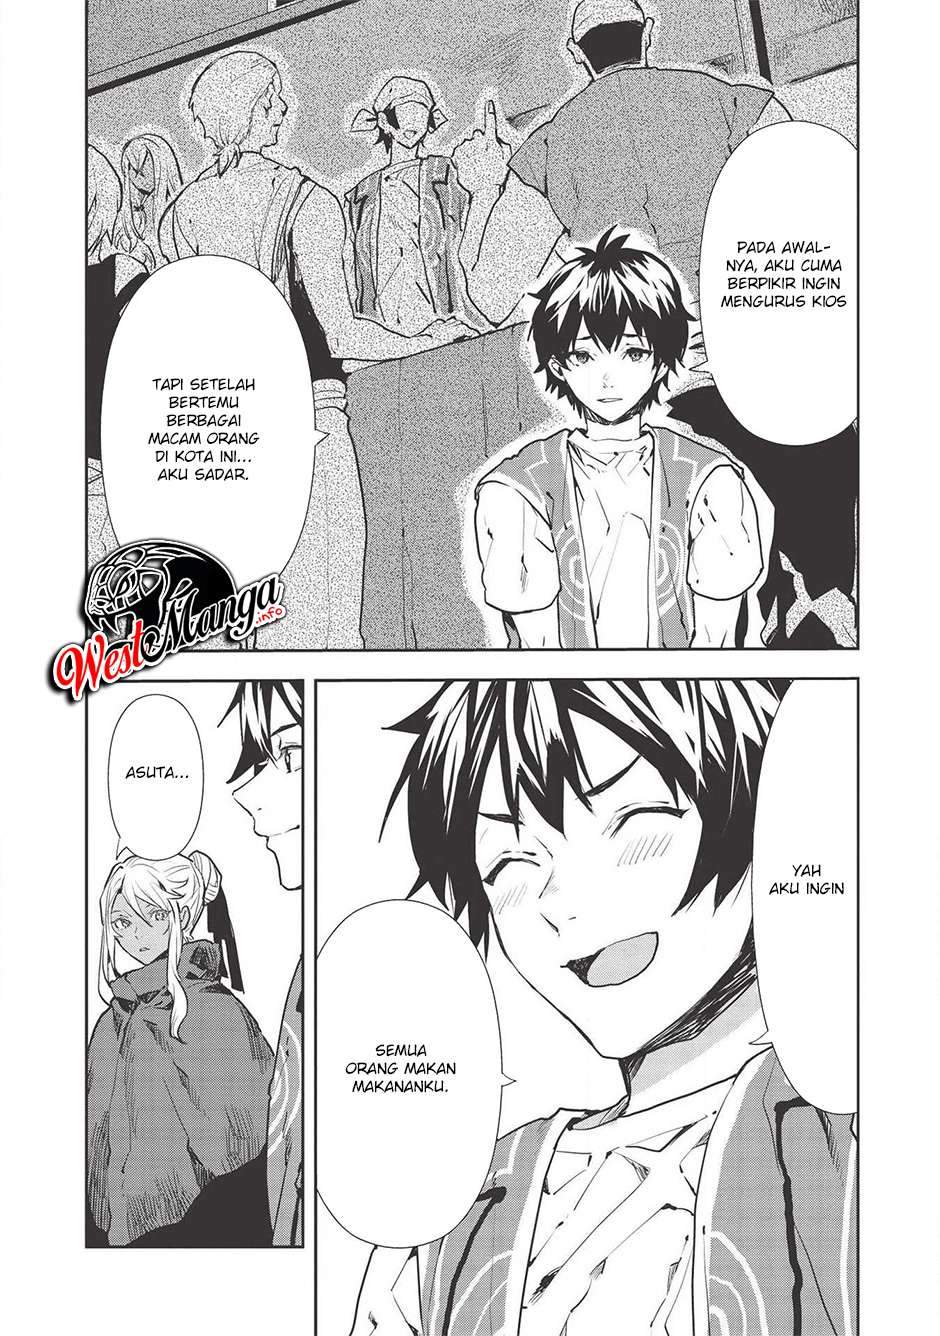 PADA AWAL-
NYA, AKU CUMA
BERPIKIR INGIN
MENGURUS KIOS
TAPI SETELAH
BERTEMU
BERBAGAI
MACAM ORANG
DI KOTA INI...
AKU SADAR.
WestManga
.info
YAH
AKU INGIN
SEMUA
ORANG MAKAN
MAKANANKU.
ASUTA...